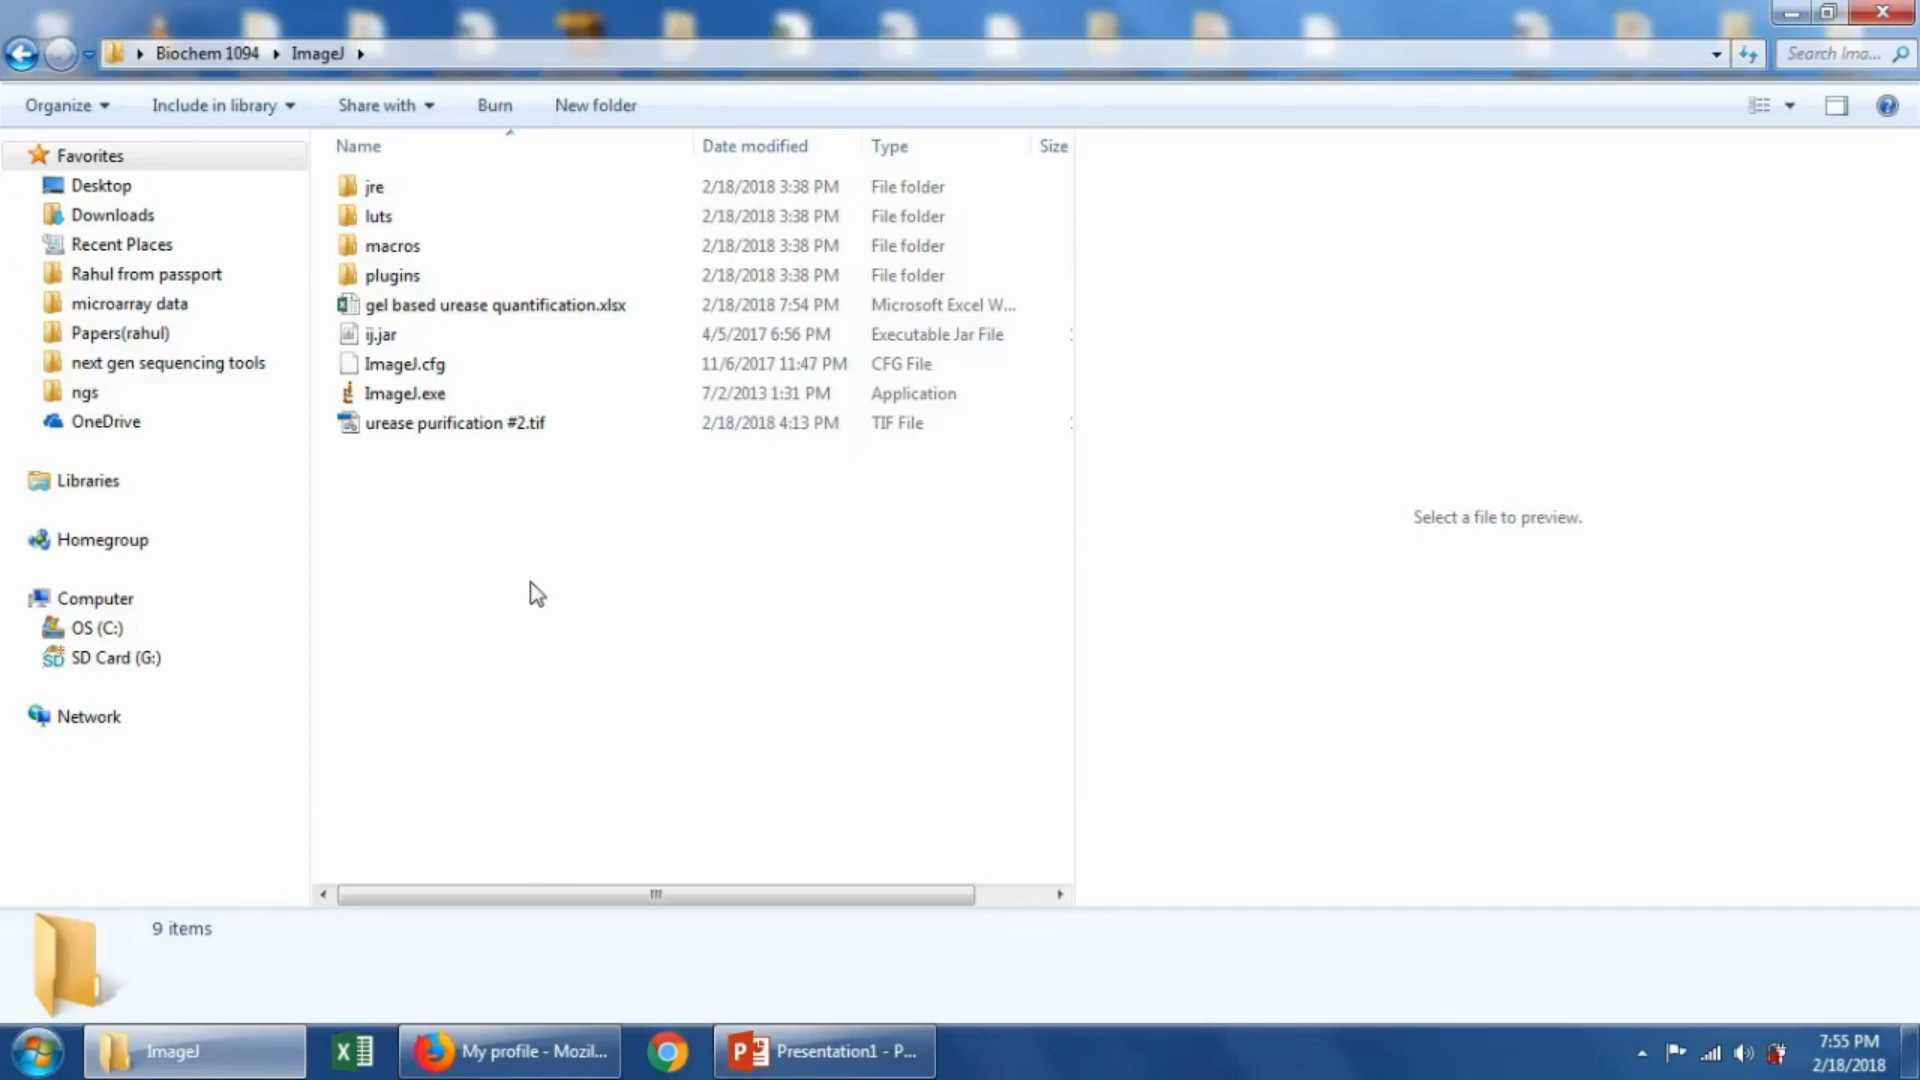 Biochem 1094 ImageJ
Search Ima...
Organize Include in library Share with Burn New folder
Name Date modified Type Size
Favorites
Desktop
Downloads
Recent Places
Rahul from passport
microarray data
Papers(rahul)
next gen sequencing tools
ngs
OneDrive
Libraries
Homegroup
Computer
OS (C:)
SD Card (G:)
Network
jre 2/18/2018 3:38 PM File folder
luts 2/18/2018 3:38 PM File folder
macros 2/18/2018 3:38 PM File folder
plugins 2/18/2018 3:38 PM File folder
gel based urease quantification.xlsx 2/18/2018 7:54 PM Microsoft Excel W...
ij.jar 4/5/2017 6:56 PM Executable Jar File
ImageJ.cfg 11/6/2017 11:47 PM CFG File
ImageJ.exe 7/2/2013 1:31 PM Application
urease purification #2.tif 2/18/2018 4:13 PM TIF File
Select a file to preview.
9 items
ImageJ
My profile - Mozil...
Presentation1 - P...
7:55 PM
2/18/2018